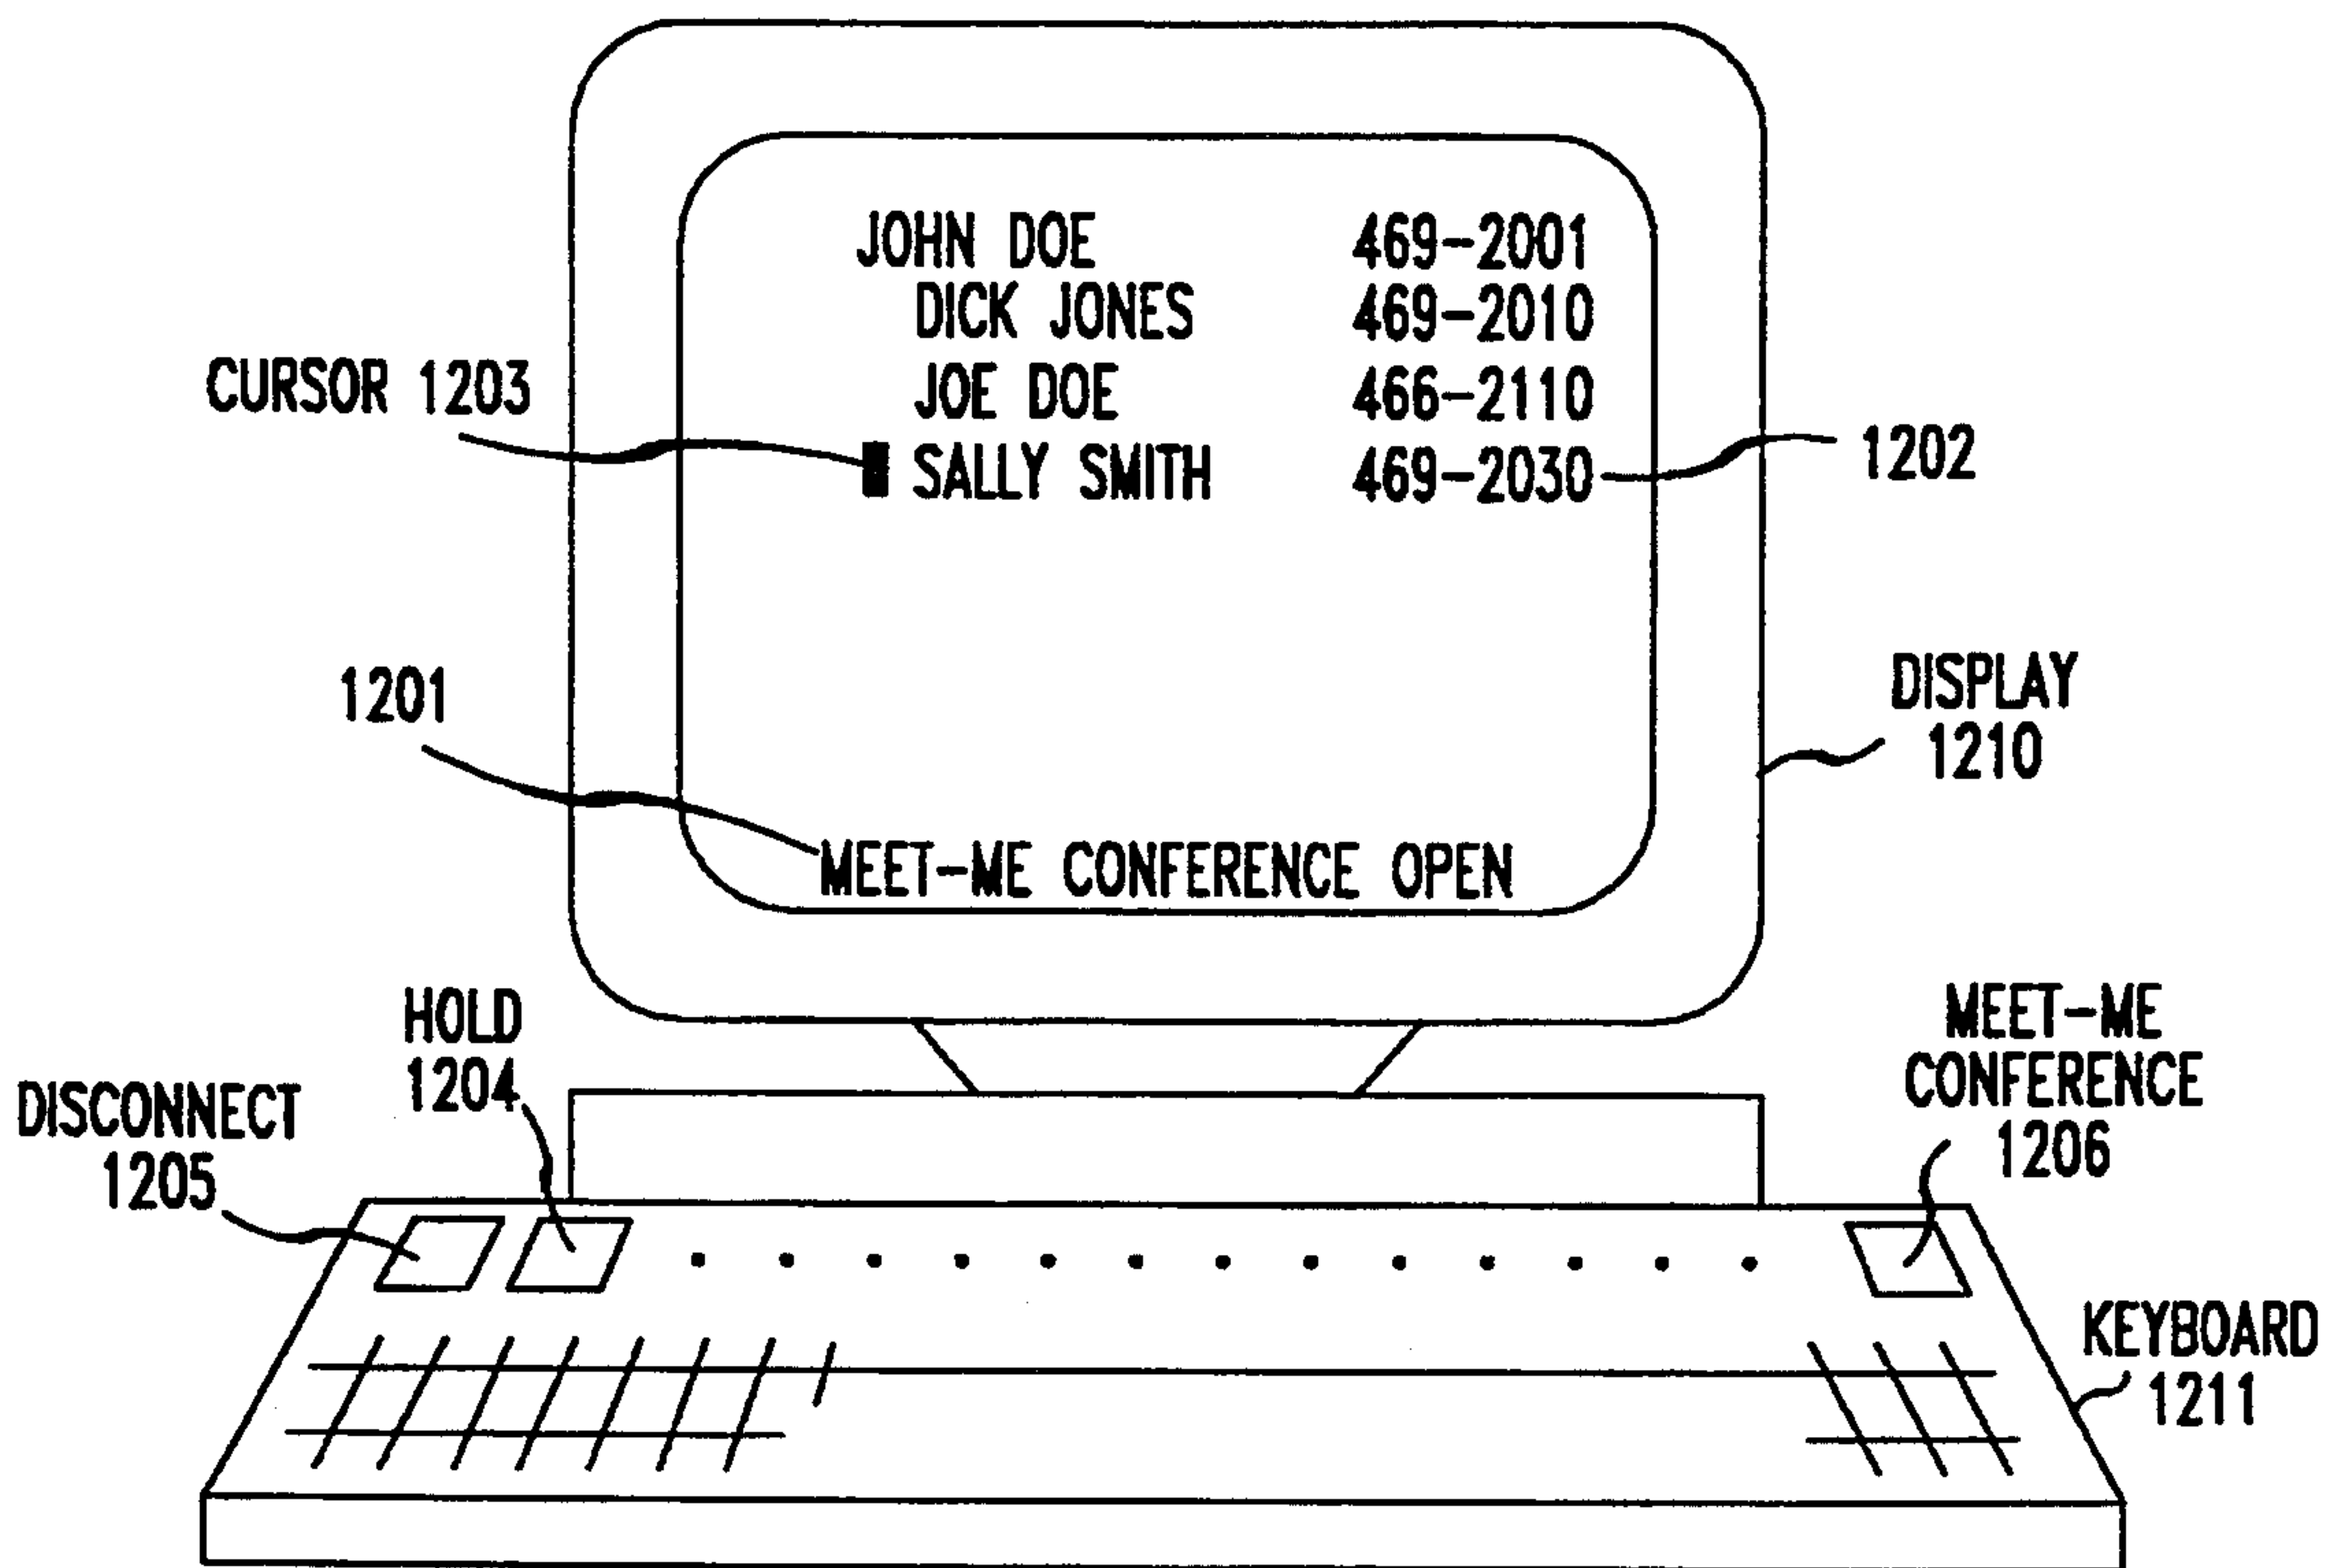 JOHN DOE 469-2001
DICK JONES 469-2010
JOE DOE 466-2110
CURSOR 1203
SALLY SMITH 469-2030
1202
1201
DISPLAY
1210
MEET-ME CONFERENCE OPEN
HOLD
1204
DISCONNECT
1205
MEET-ME
CONFERENCE
1206
KEYBOARD
1211